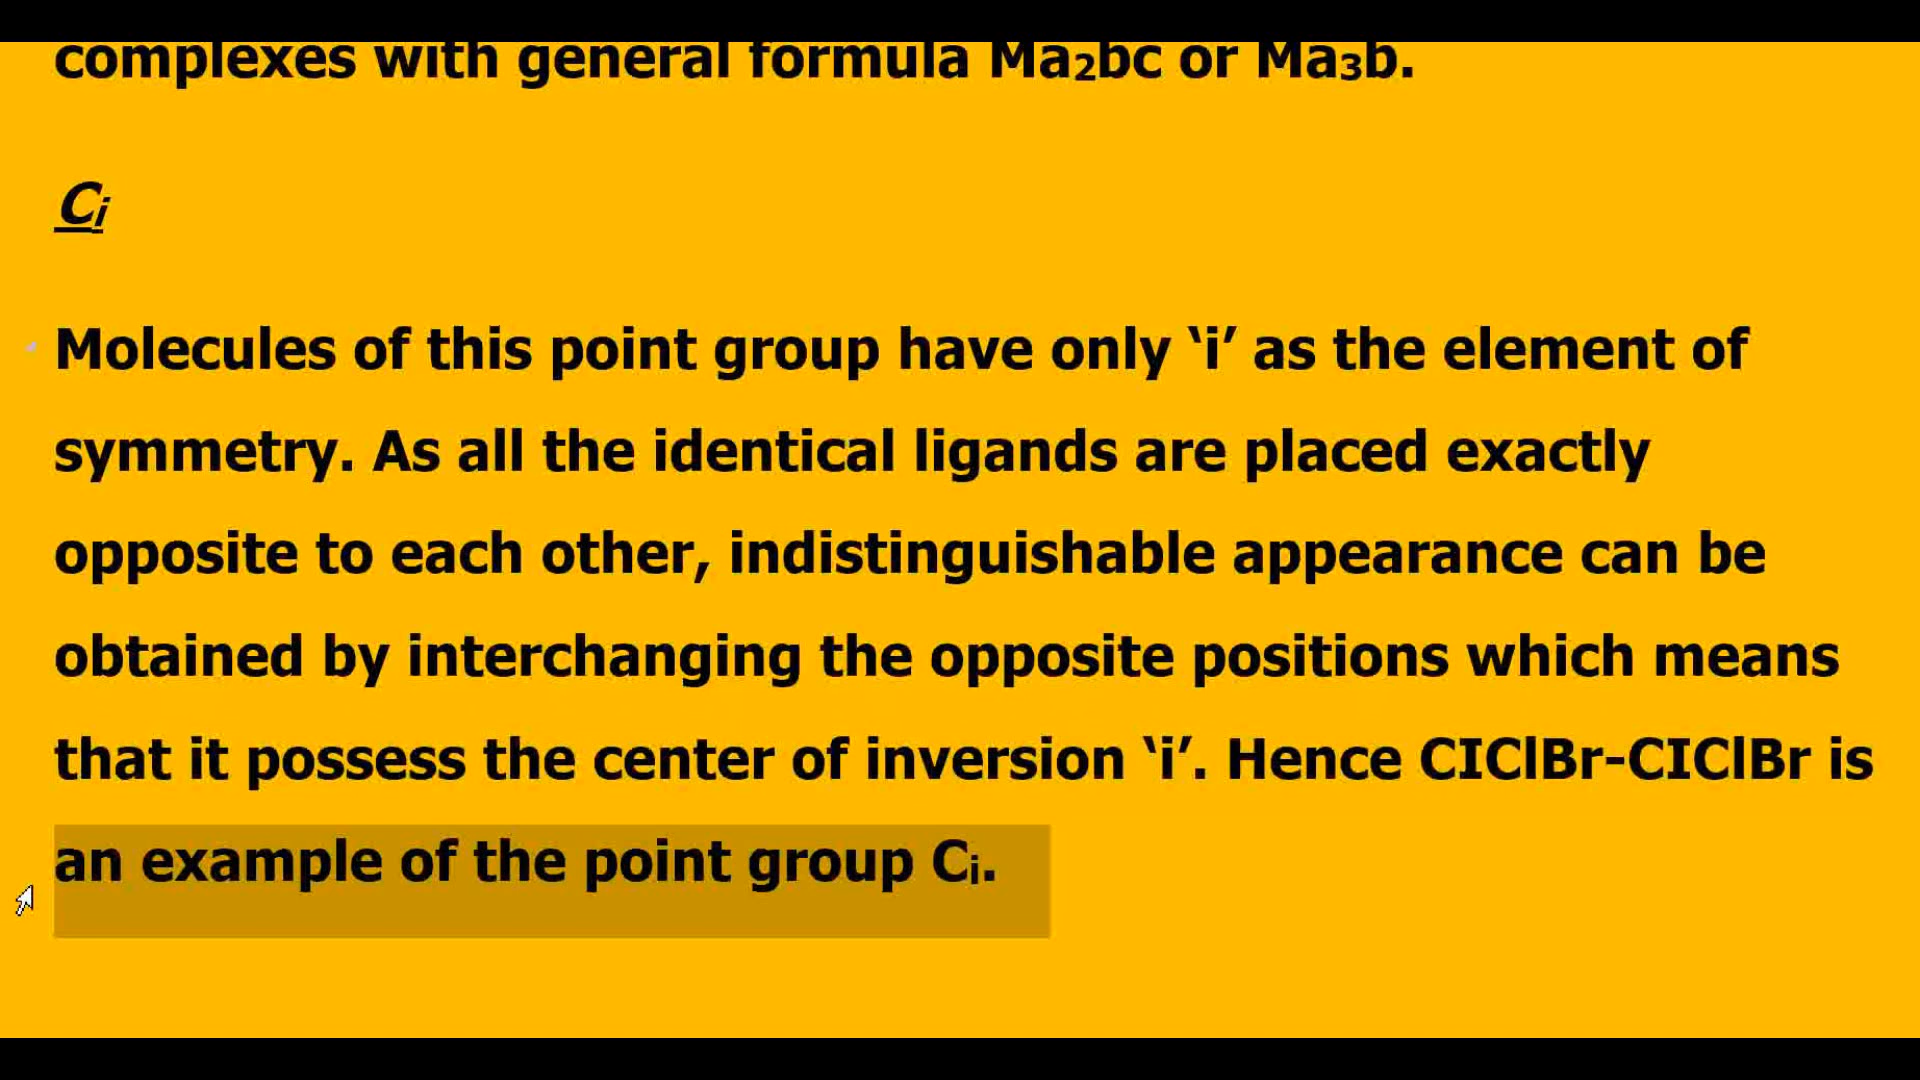 complexes with general formula Ma₂bc or Ma₃b.
Cᵢ
Molecules of this point group have only ‘i’ as the element of
symmetry. As all the identical ligands are placed exactly
opposite to each other, indistinguishable appearance can be
obtained by interchanging the opposite positions which means
that it possess the center of inversion ‘i’. Hence CIClBr-CIClBr is
an example of the point group Cᵢ.